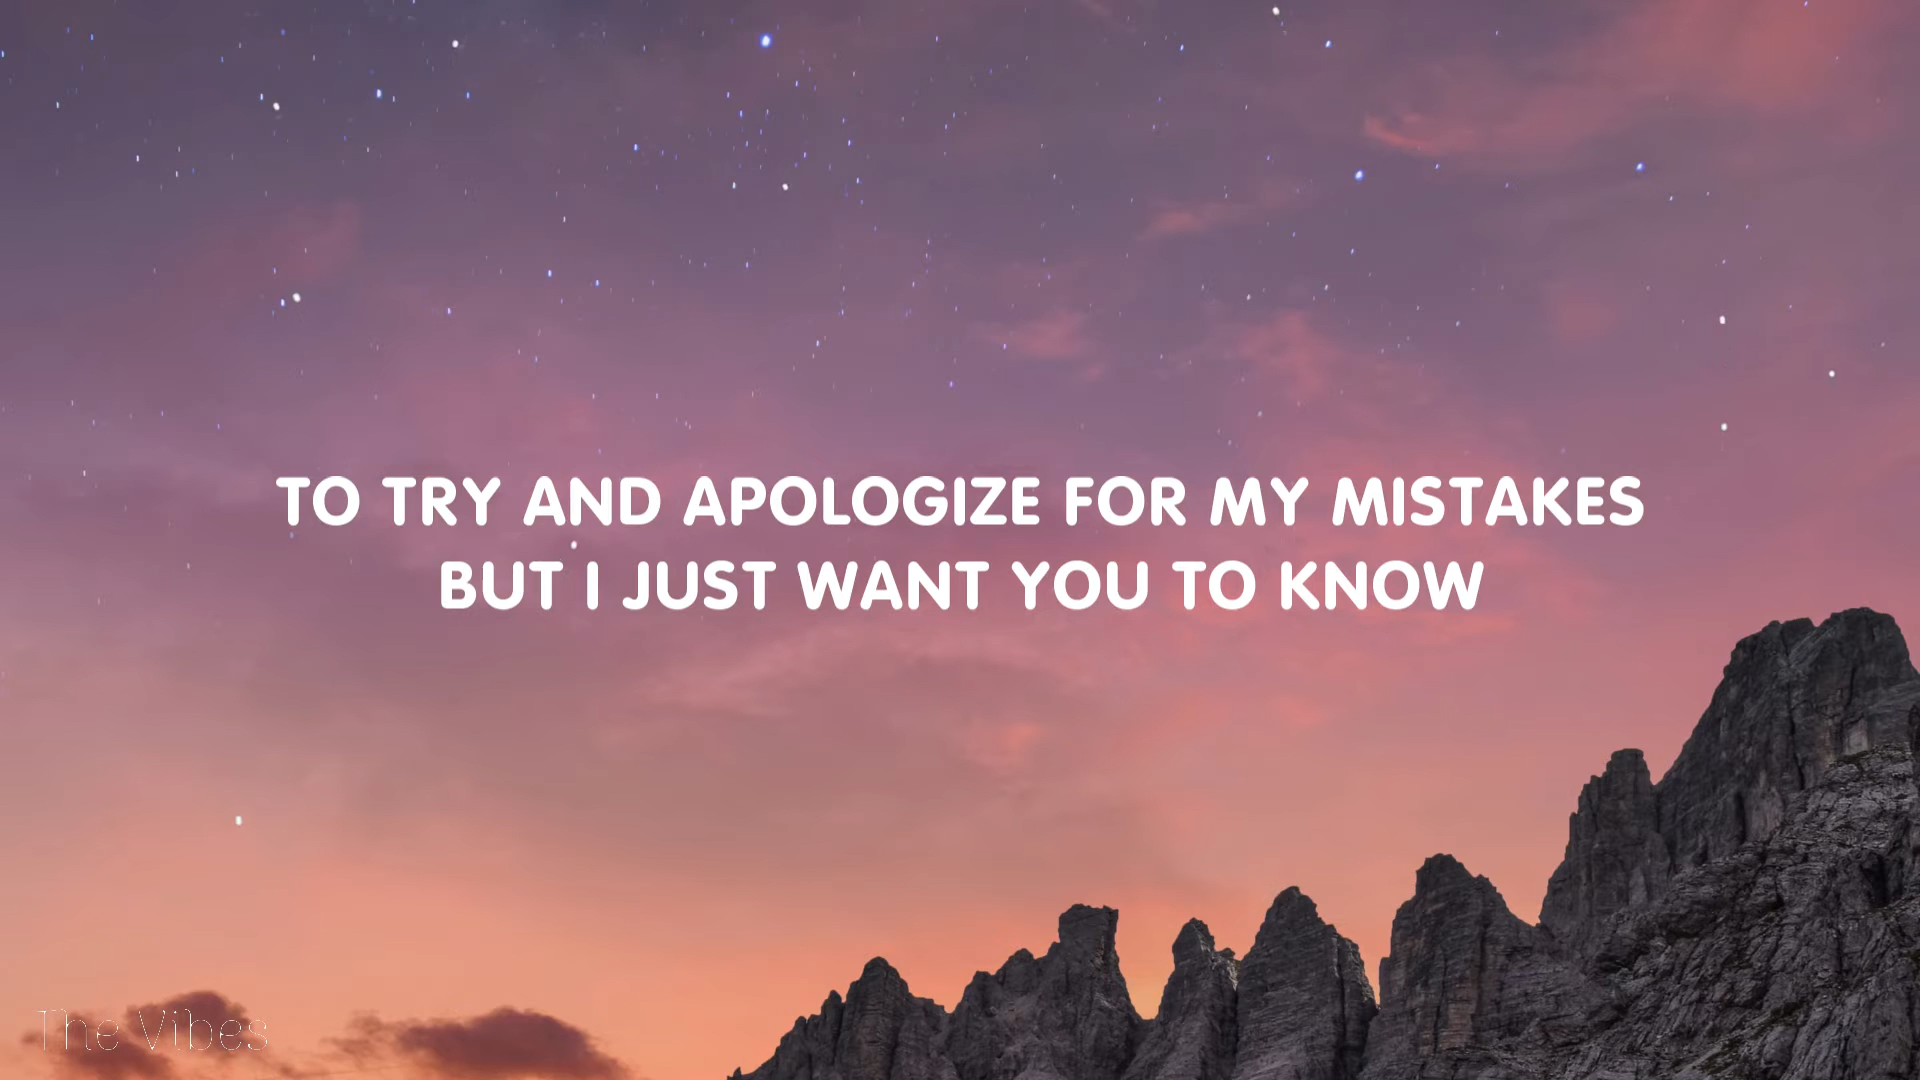 TO TRY AND APOLOGIZE FOR MY MISTAKES
BUT I JUST WANT YOU TO KNOW
The Vibes